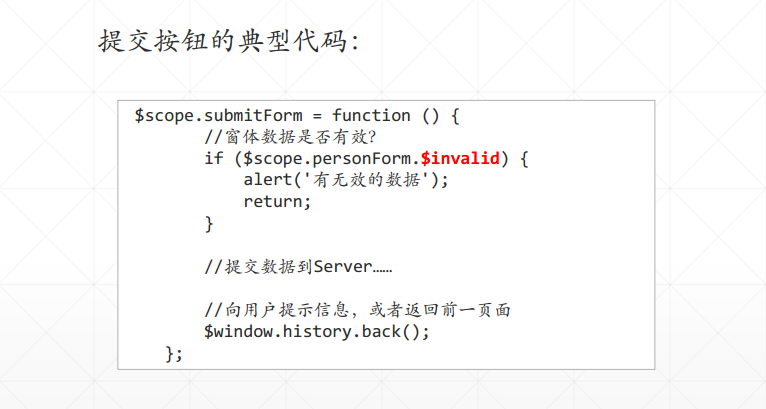 提交按钮的典型代码：
$scope.submitForm = function () {
//窗体数据是否有效?
if ($scope.personForm.$invalid) {
alert('有无效的数据');
return;
}
//提交数据到Server……
//向用户提示信息，或者返回前一页面
$window.history.back();
};